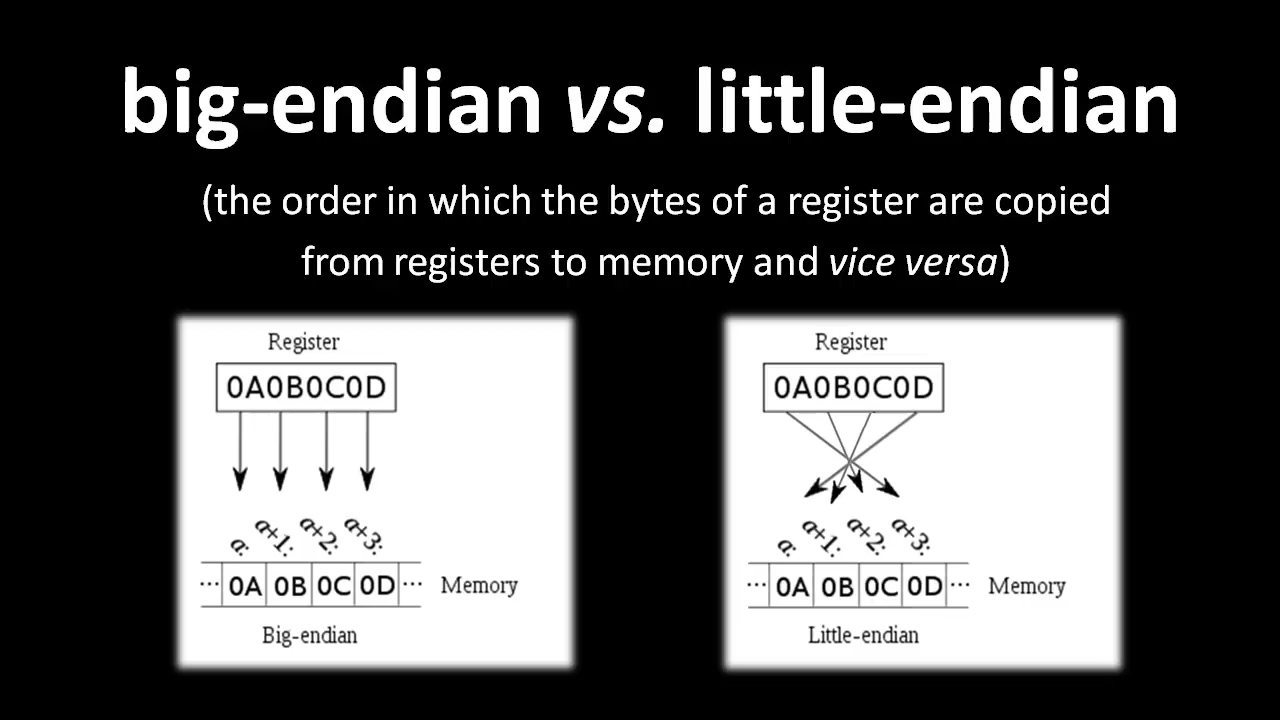 big-endian vs. little-endian
(the order in which the bytes of a register are copied
from registers to memory and vice versa)
Register
0A0B0C0D
a: a+1: a+2: a+3:
... 0A 0B 0C 0D ... Memory
Big-endian
Register
0A0B0C0D
a: a+1: a+2: a+3:
... 0A 0B 0C 0D ... Memory
Little-endian